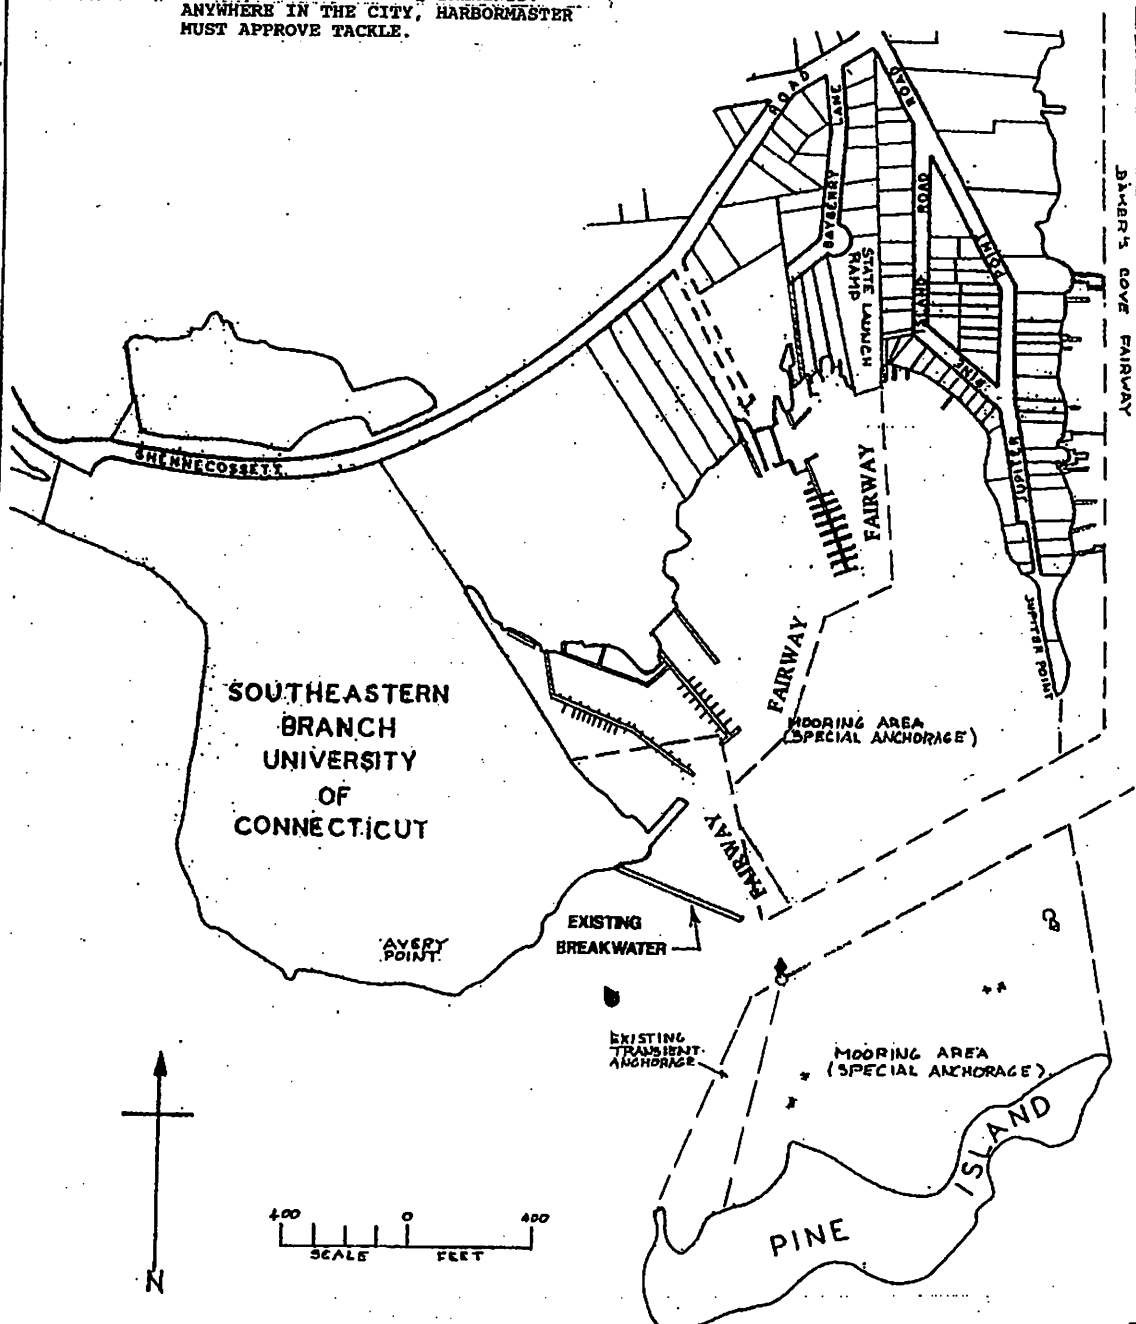 ANYWHERE IN THE CITY, HARBORMASTER
MUST APPROVE TACKLE.
ROAD
LANE
ROAD
BAYBERRY
ROAD
ISLAND
PINE
POINT
STATE LAUNCH
RAMP
BAKER'S COVE FAIRWAY
SHENNECOSSETT
JUPITER
FAIRWAY
JUPITER POINT
FAIRWAY
SOUTHEASTERN
BRANCH
UNIVERSITY
OF
CONNECTICUT
MOORING AREA
(SPECIAL ANCHORAGE)
FAIRWAY
EXISTING
BREAKWATER
AVERY
POINT
EXISTING
TRANSIENT
ANCHORAGE
MOORING AREA
(SPECIAL ANCHORAGE)
PINE
ISLAND
400 0 400
SCALE FEET
N